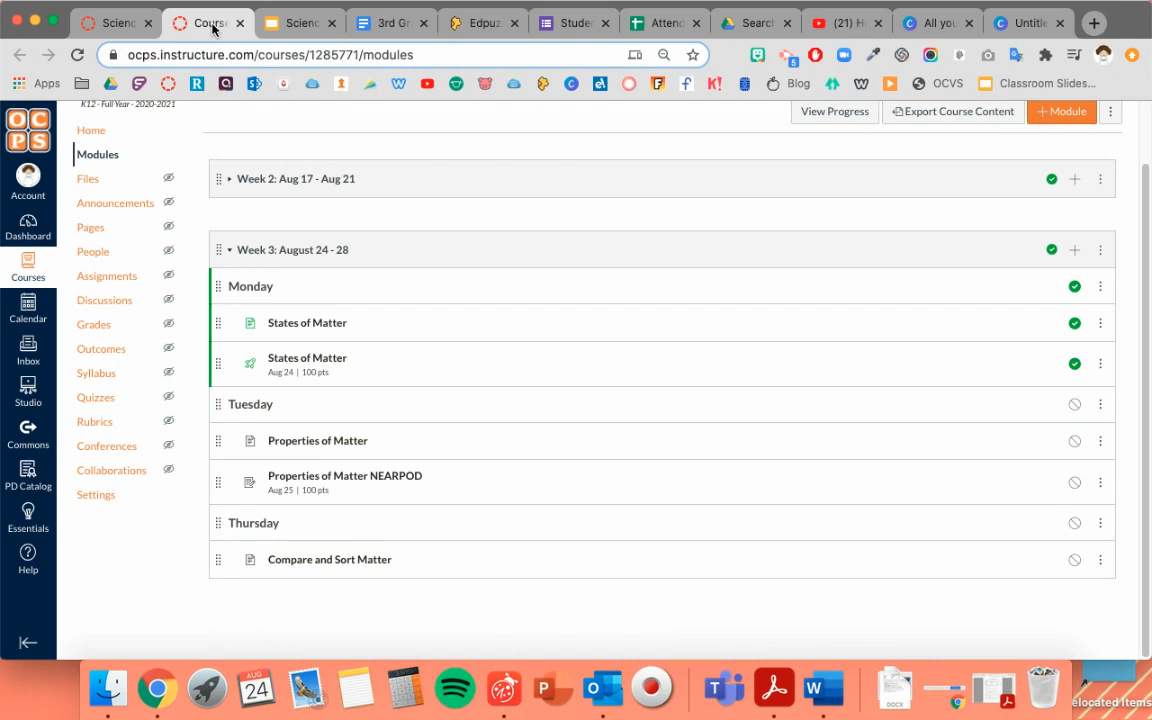 Scienc
Cours
Scienc
3rd Gr
Edpuz
Studer
Attend
Search
(21) H
All you
Untitle
ocps.instructure.com/courses/1285771/modules
5
Apps
Blog
OCVS
Classroom Slides...
OC
PS
Account
Dashboard
Courses
Calendar
Inbox
Studio
Commons
PD Catalog
Essentials
Help
K12 - Full Year - 2020-2021
Home
Modules
Files
Announcements
Pages
People
Assignments
Discussions
Grades
Outcomes
Syllabus
Quizzes
Rubrics
Conferences
Collaborations
Settings
View Progress
Export Course Content
+ Module
Week 2: Aug 17 - Aug 21
Week 3: August 24 - 28
Monday
States of Matter
States of Matter
Aug 24 | 100 pts
Tuesday
Properties of Matter
Properties of Matter NEARPOD
Aug 25 | 100 pts
Thursday
Compare and Sort Matter
AUG
24
DOCX
elocated Items